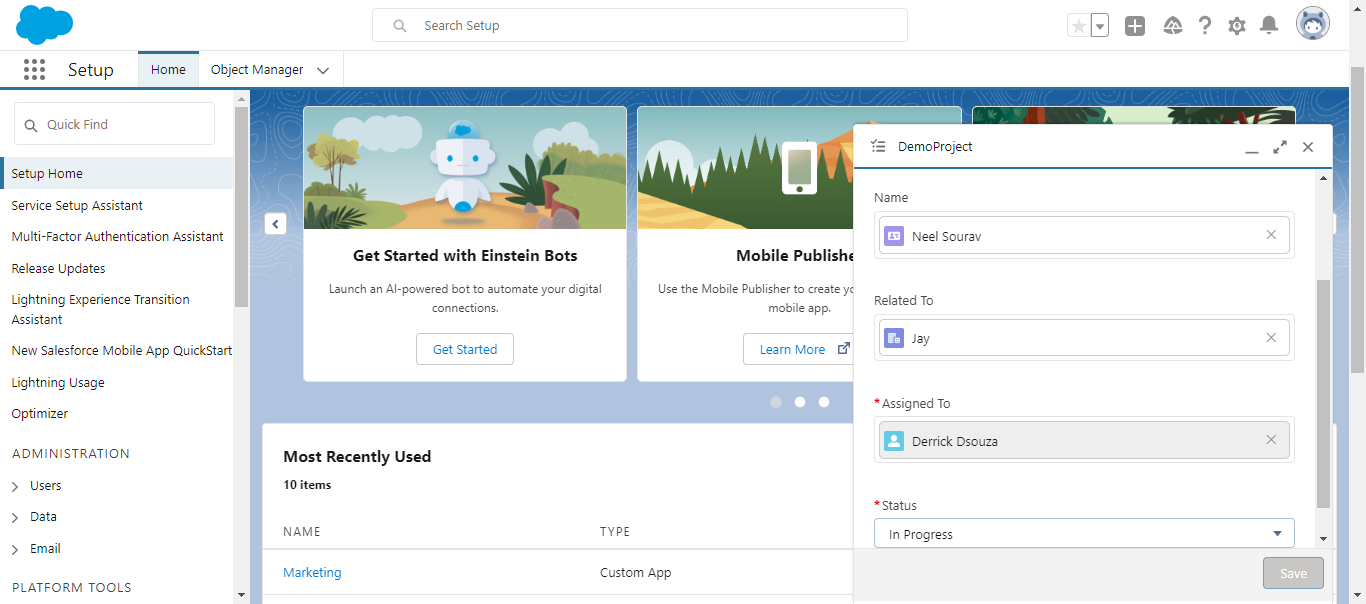 Search Setup
Setup
Home
Object Manager
Quick Find
Setup Home
Service Setup Assistant
Multi-Factor Authentication Assistant
Release Updates
Lightning Experience Transition
Assistant
New Salesforce Mobile App QuickStart
Lightning Usage
Optimizer
ADMINISTRATION
Users
Data
Email
PLATFORM TOOLS
Get Started with Einstein Bots
Launch an AI-powered bot to automate your digital
connections.
Get Started
Mobile Publishe
Use the Mobile Publisher to create yo
mobile app.
Learn More
Most Recently Used
10 items
NAME TYPE
Marketing Custom App
DemoProject
Name
Neel Sourav
Related To
Jay
*Assigned To
Derrick Dsouza
*Status
In Progress
Save